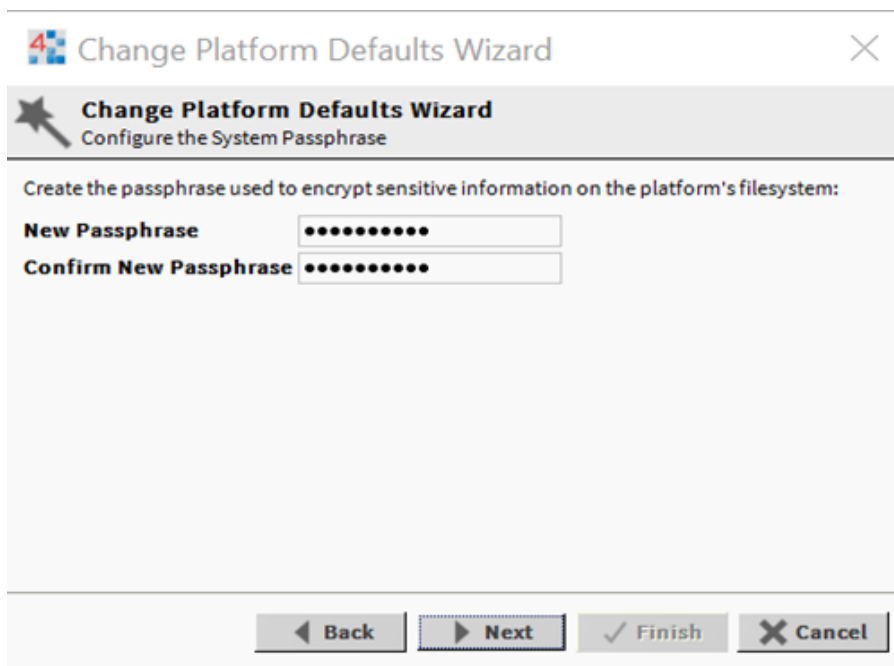 4 Change Platform Defaults Wizard
Change Platform Defaults Wizard
Configure the System Passphrase
Create the passphrase used to encrypt sensitive information on the platform's filesystem:
New Passphrase ●●●●●●●●●●
Confirm New Passphrase ●●●●●●●●●●
Back Next Finish Cancel